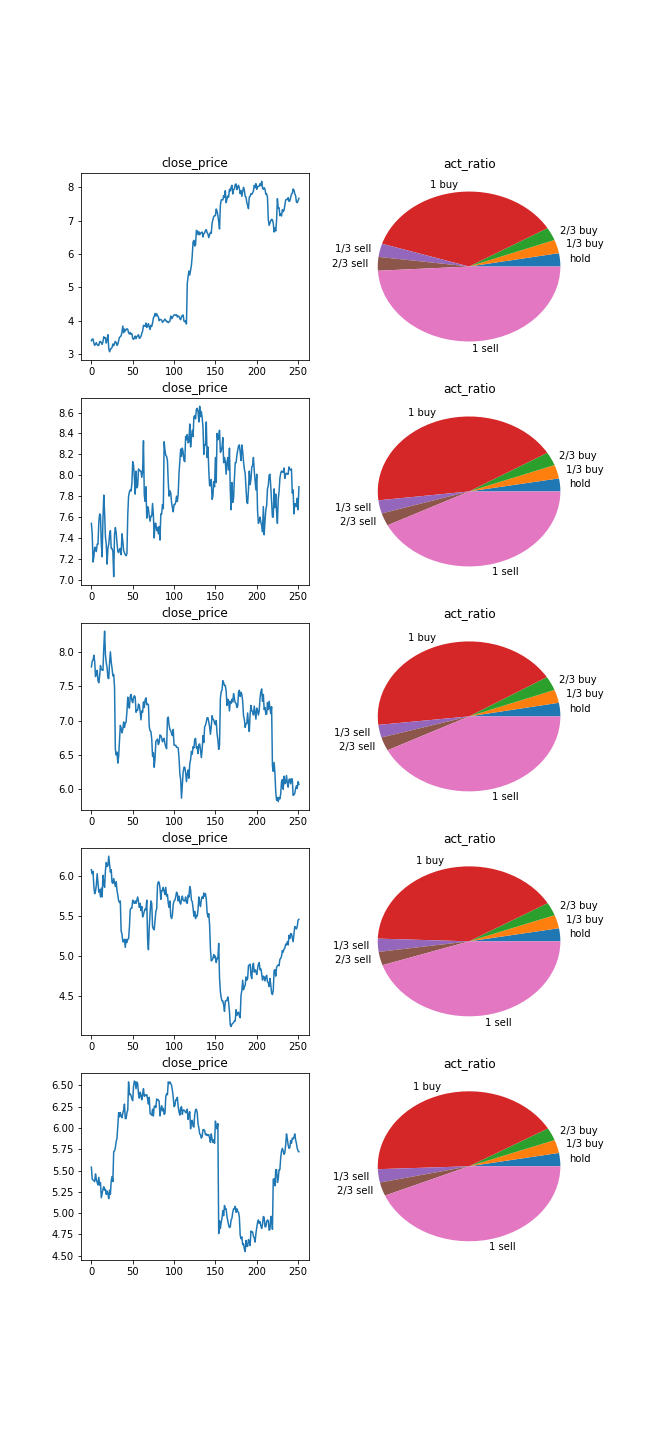 close_price
8
7
6
5
4
3
0 50 100 150 200 250
act_ratio
1 buy
2/3 buy
1/3 buy
hold
1/3 sell
2/3 sell
1 sell
close_price
8.6
8.4
8.2
8.0
7.8
7.6
7.4
7.2
7.0
0 50 100 150 200 250
act_ratio
1 buy
2/3 buy
1/3 buy
hold
1/3 sell
2/3 sell
1 sell
close_price
8.0
7.5
7.0
6.5
6.0
0 50 100 150 200 250
act_ratio
1 buy
2/3 buy
1/3 buy
hold
1/3 sell
2/3 sell
1 sell
close_price
6.0
5.5
5.0
4.5
0 50 100 150 200 250
act_ratio
1 buy
2/3 buy
1/3 buy
hold
1/3 sell
2/3 sell
1 sell
close_price
6.50
6.25
6.00
5.75
5.50
5.25
5.00
4.75
4.50
0 50 100 150 200 250
act_ratio
1 buy
2/3 buy
1/3 buy
hold
1/3 sell
2/3 sell
1 sell